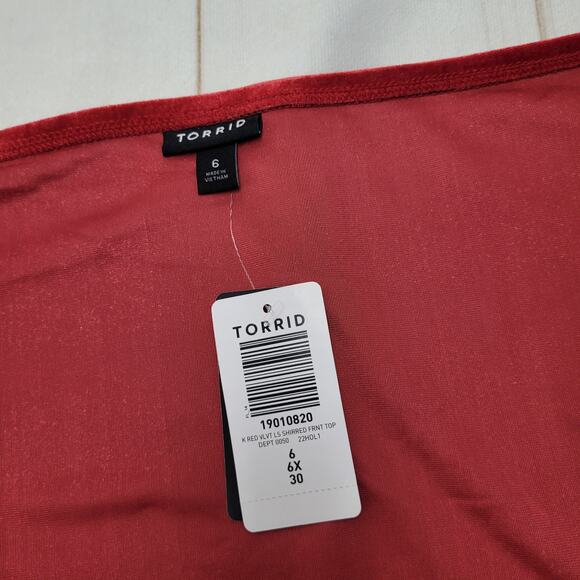 TORRID
6
MADE IN
VIETNAM
TORRID
19010820
K RED VLVT LS SHIRRED FRNT TOP
DEPT 0050 22HOL1
6
6X
30